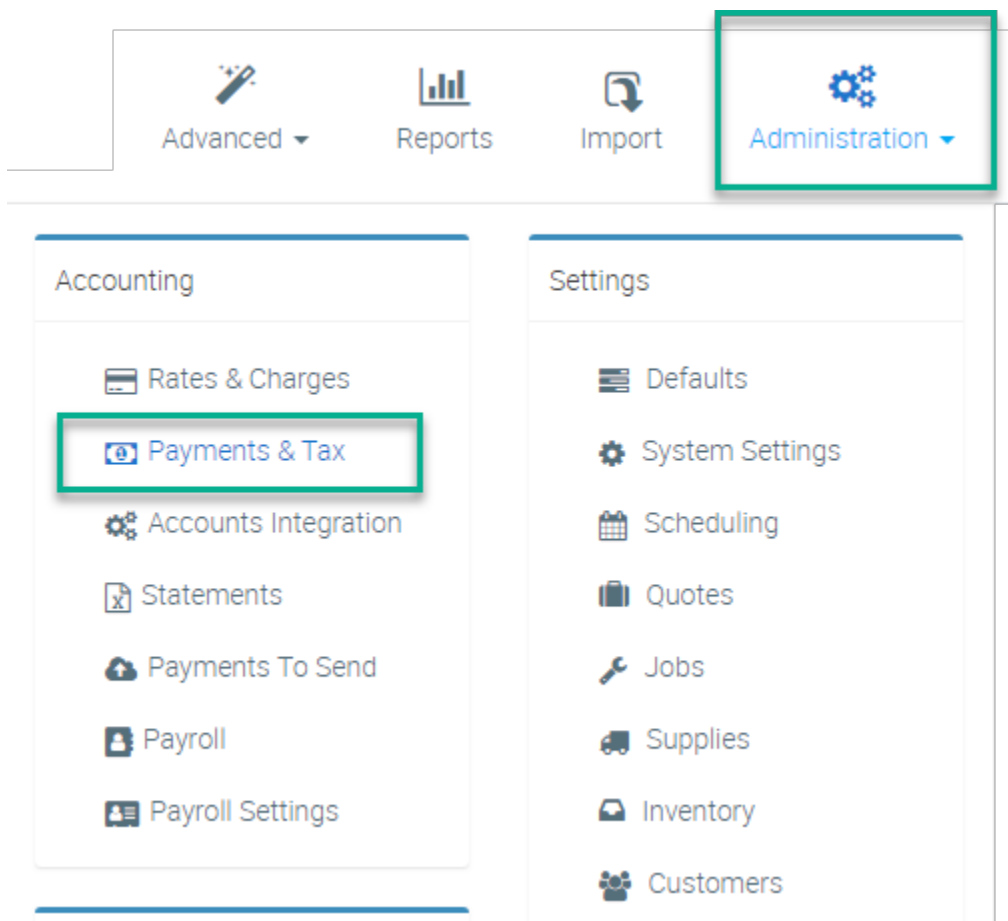 Advanced
Reports
Import
Administration
Accounting
Rates & Charges
Payments & Tax
Accounts Integration
Statements
Payments To Send
Payroll
Payroll Settings
Settings
Defaults
System Settings
Scheduling
Quotes
Jobs
Supplies
Inventory
Customers